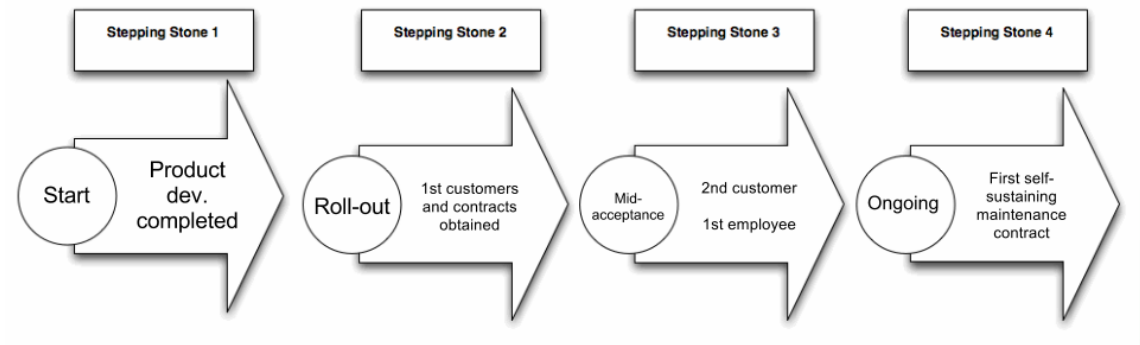 Stepping Stone 1
Stepping Stone 2
Stepping Stone 3
Stepping Stone 4
Start
Product
dev.
completed
Roll-out
1st customers
and contracts
obtained
Mid-
acceptance
2nd customer
1st employee
Ongoing
First self-
sustaining
maintenance
contract